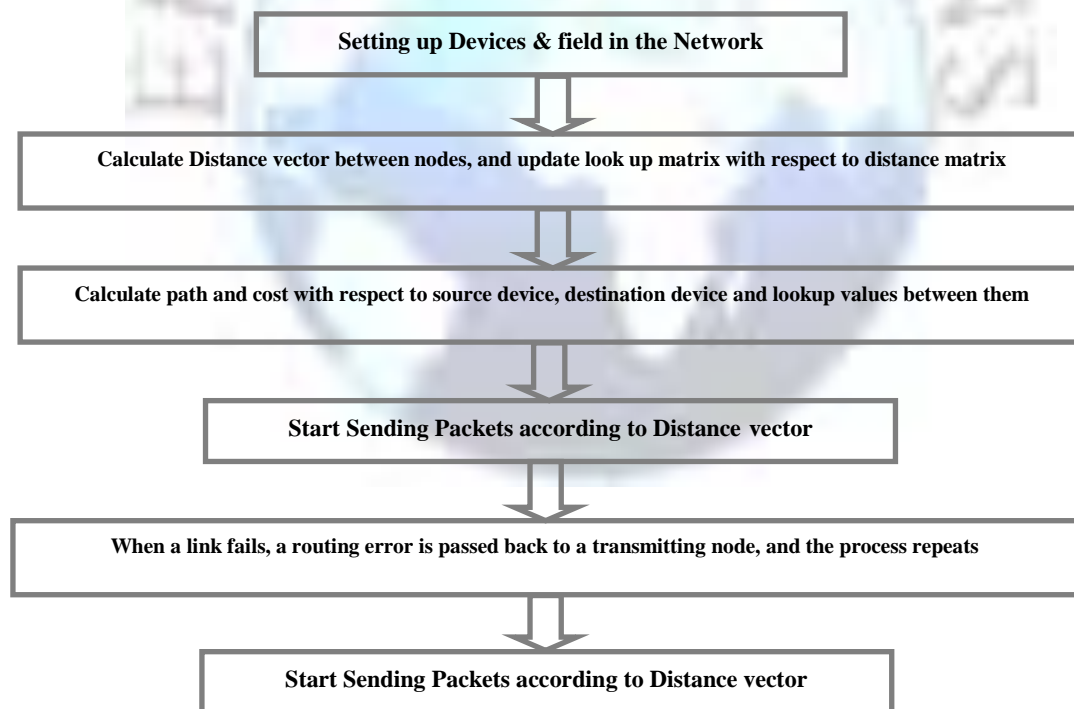 Setting up Devices & field in the Network
Calculate Distance vector between nodes, and update look up matrix with respect to distance matrix
Calculate path and cost with respect to source device, destination device and lookup values between them
Start Sending Packets according to Distance vector
When a link fails, a routing error is passed back to a transmitting node, and the process repeats
Start Sending Packets according to Distance vector